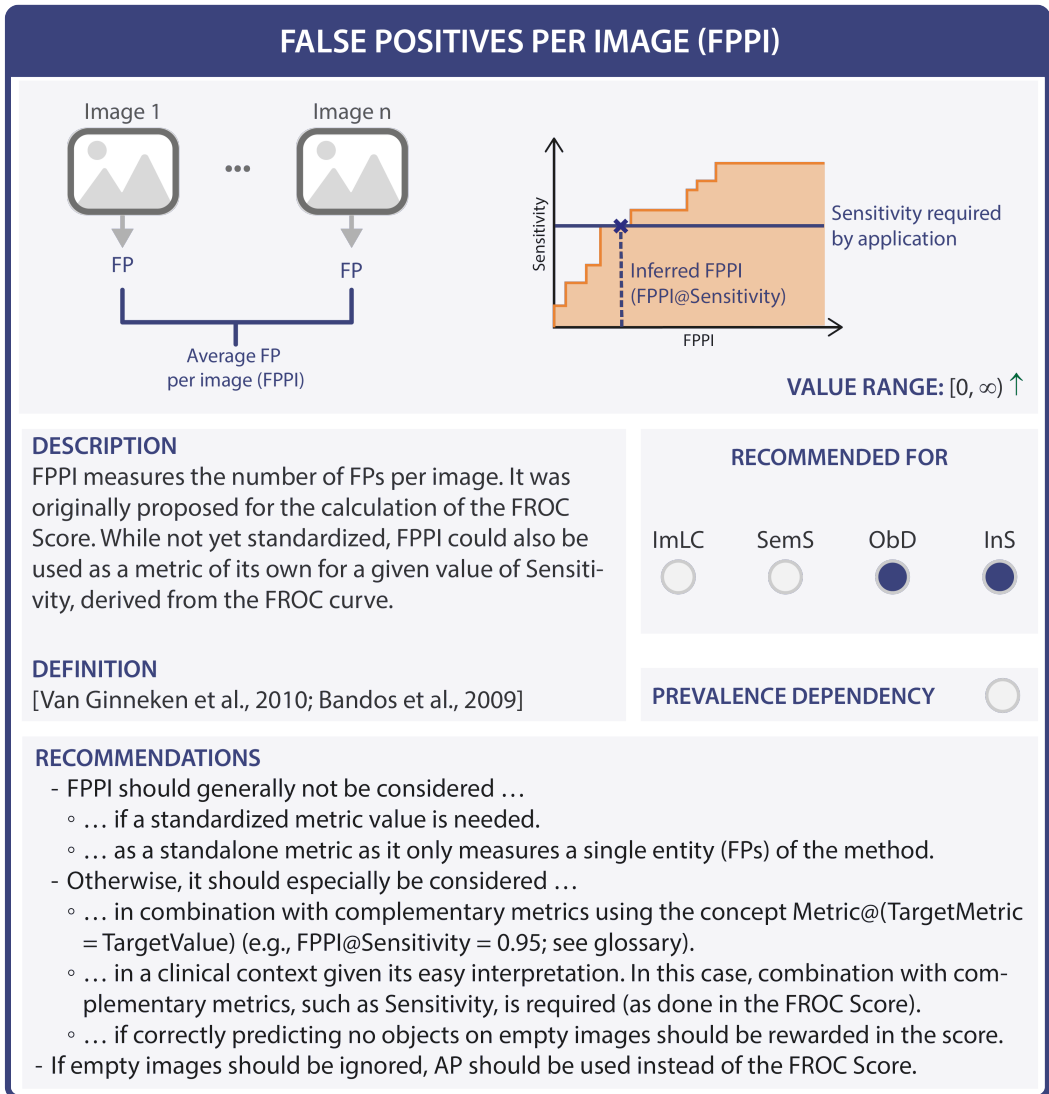 FALSE POSITIVES PER IMAGE (FPPI)
Image 1
Image n
...
FP
FP
Average FP
per image (FPPI)
Sensitivity
Sensitivity required
by application
Inferred FPPI
(FPPI@Sensitivity)
FPPI
VALUE RANGE: [0, ∞) ↑
DESCRIPTION
FPPI measures the number of FPs per image. It was
originally proposed for the calculation of the FROC
Score. While not yet standardized, FPPI could also be
used as a metric of its own for a given value of Sensiti-
vity, derived from the FROC curve.
DEFINITION
[Van Ginneken et al., 2010; Bandos et al., 2009]
RECOMMENDED FOR
ImLC SemS ObD InS
PREVALENCE DEPENDENCY
RECOMMENDATIONS
- FPPI should generally not be considered …
◦ … if a standardized metric value is needed.
◦ … as a standalone metric as it only measures a single entity (FPs) of the method.
- Otherwise, it should especially be considered …
◦ … in combination with complementary metrics using the concept Metric@(TargetMetric
= TargetValue) (e.g., FPPI@Sensitivity = 0.95; see glossary).
◦ … in a clinical context given its easy interpretation. In this case, combination with com-
plementary metrics, such as Sensitivity, is required (as done in the FROC Score).
◦ … if correctly predicting no objects on empty images should be rewarded in the score.
- If empty images should be ignored, AP should be used instead of the FROC Score.